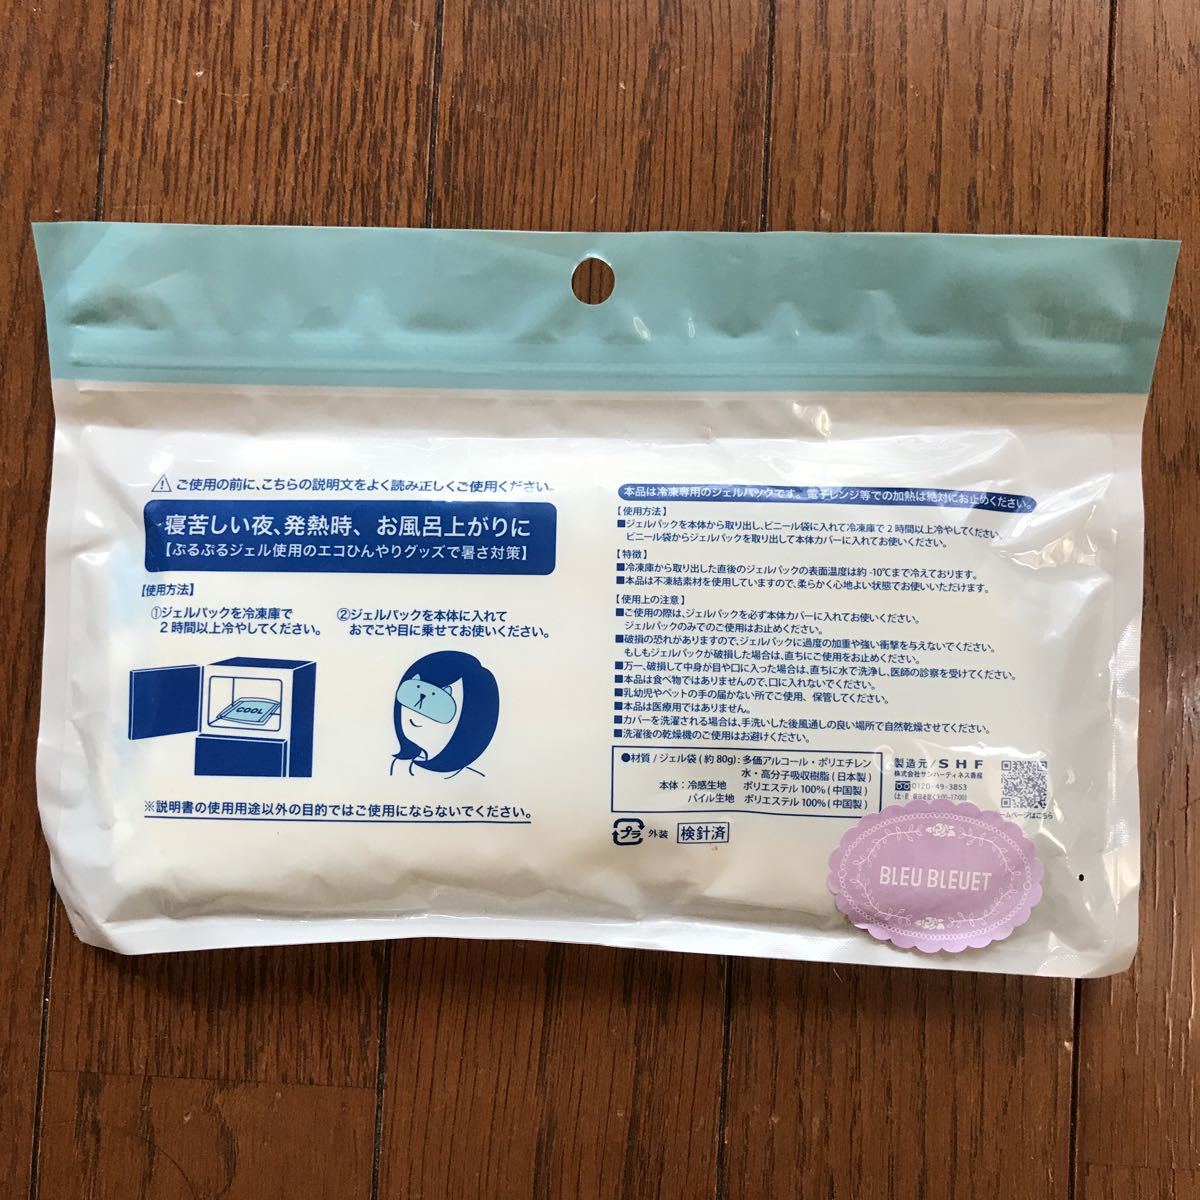 ご使用の前に、こちらの説明文をよく読み正しくご使用ください。
寝苦しい夜、発熱時、お風呂上がりに
【ぷるぷるジェル使用のエコひんやりグッズで暑さ対策】
【使用方法】
①ジェルパックを冷凍庫で
2時間以上冷やしてください。
②ジェルパックを本体に入れて
おでこや目に乗せてお使いください。
COOL
※説明書の使用用途以外の目的ではご使用にならないでください。
本品は冷凍専用のジェルパックです。電子レンジ等での加熱は絶対にお止めください。
【使用方法】
■ジェルパックを本体から取り出し、ビニール袋に入れて冷凍庫で2時間以上冷やしてください。
ビニール袋からジェルパックを取り出して本体カバーに入れてお使いください。
【特徴】
■冷凍庫から取り出した直後のジェルパックの表面温度は約-10℃まで冷えております。
■本品は不凍結素材を使用していますので、柔らかく心地よい状態でお使いいただけます。
【使用上の注意】
■ご使用の際は、ジェルパックを必ず本体カバーに入れてお使いください。
ジェルパックのみでのご使用はお止めください。
■破損の恐れがありますので、ジェルパックに過度の加重や強い衝撃を与えないでください。
もしもジェルパックが破損した場合は、直ちにご使用をお止めください。
■万一、破損して中身が目や口に入った場合は、直ちに水で洗浄し、医師の診察を受けてください。
■本品は食べ物ではありませんので、口に入れないでください。
■乳幼児やペットの手の届かない所でご使用、保管してください。
■本品は医療用ではありません。
■カバーを洗濯される場合は、手洗いした後風通しの良い場所で自然乾燥させてください。
■洗濯後の乾燥機のご使用はお避けください。
●材質/ジェル袋(約80g):多価アルコール・ポリエチレン
水・高分子吸収樹脂(日本製)
本体:冷感生地 ポリエステル100%(中国製)
パイル生地 ポリエステル100%(中国製)
製造元/SHF
株式会社サンハーティネス香産
0120-49-3853
ームページはこちら
プラ 外装 検針済
BLEU BLEUET